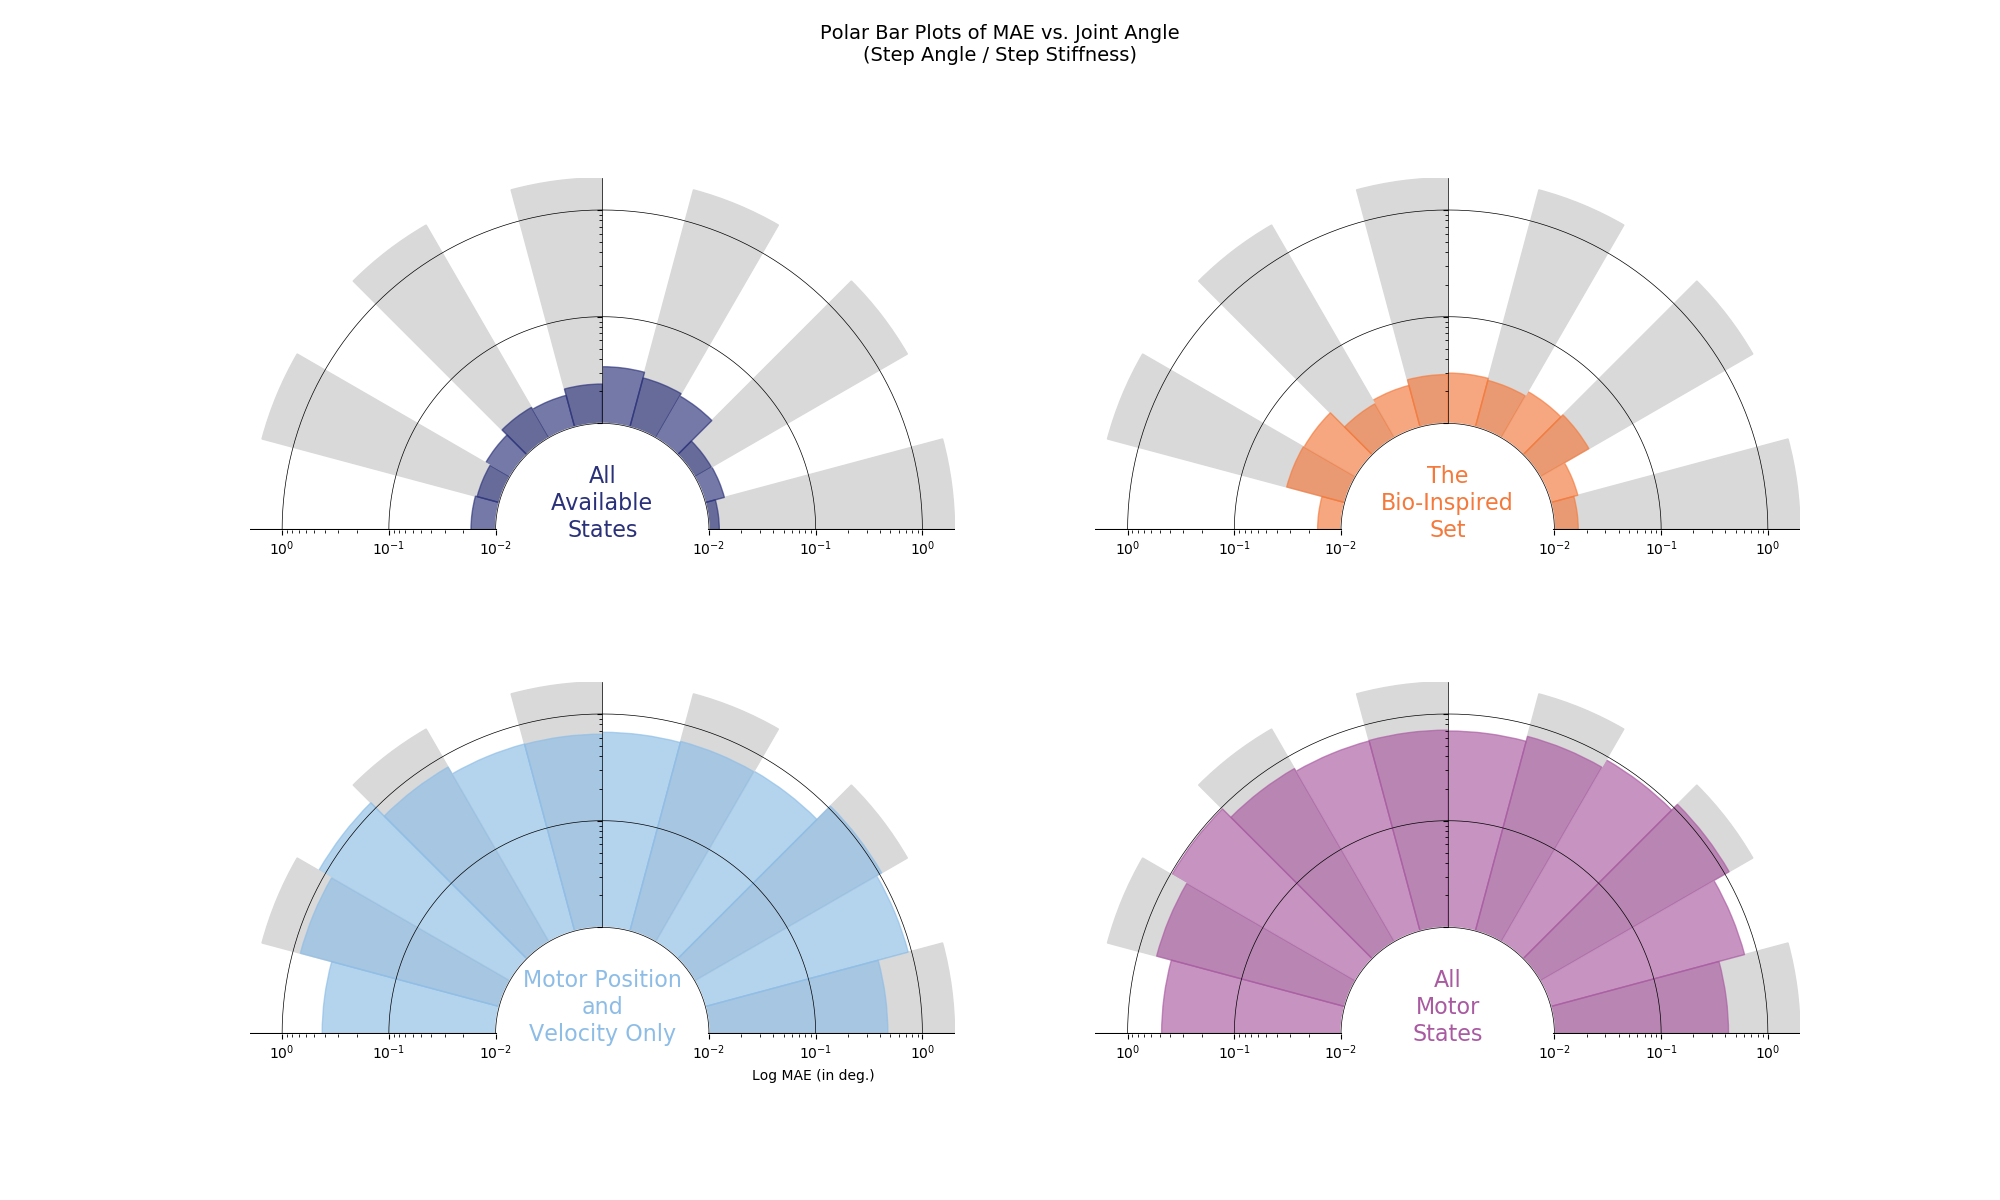 Polar Bar Plots of MAE vs. Joint Angle
(Step Angle / Step Stiffness)
All
Available
States
10⁰ 10⁻¹ 10⁻² 10⁻² 10⁻¹ 10⁰
The
Bio-Inspired
Set
10⁰ 10⁻¹ 10⁻² 10⁻² 10⁻¹ 10⁰
Motor Position
and
Velocity Only
10⁰ 10⁻¹ 10⁻² 10⁻² 10⁻¹ 10⁰
Log MAE (in deg.)
All
Motor
States
10⁰ 10⁻¹ 10⁻² 10⁻² 10⁻¹ 10⁰